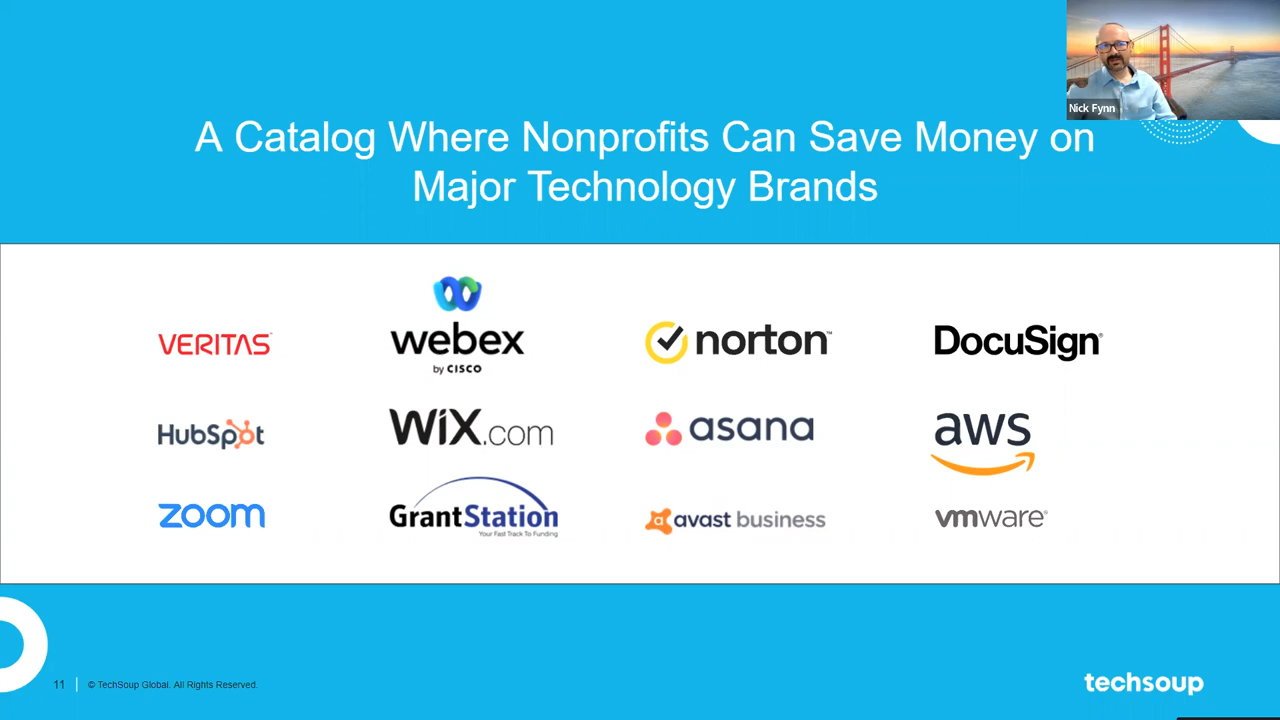 Nick Fynn
A Catalog Where Nonprofits Can Save Money on
Major Technology Brands
VERITAS™
webex
by CISCO
norton™
DocuSign®
HubSpot
WiX.com
asana
aws
zoom
GrantStation
Your Fast Track To Funding
avast business
vmware®
11
© TechSoup Global. All Rights Reserved.
techsoup